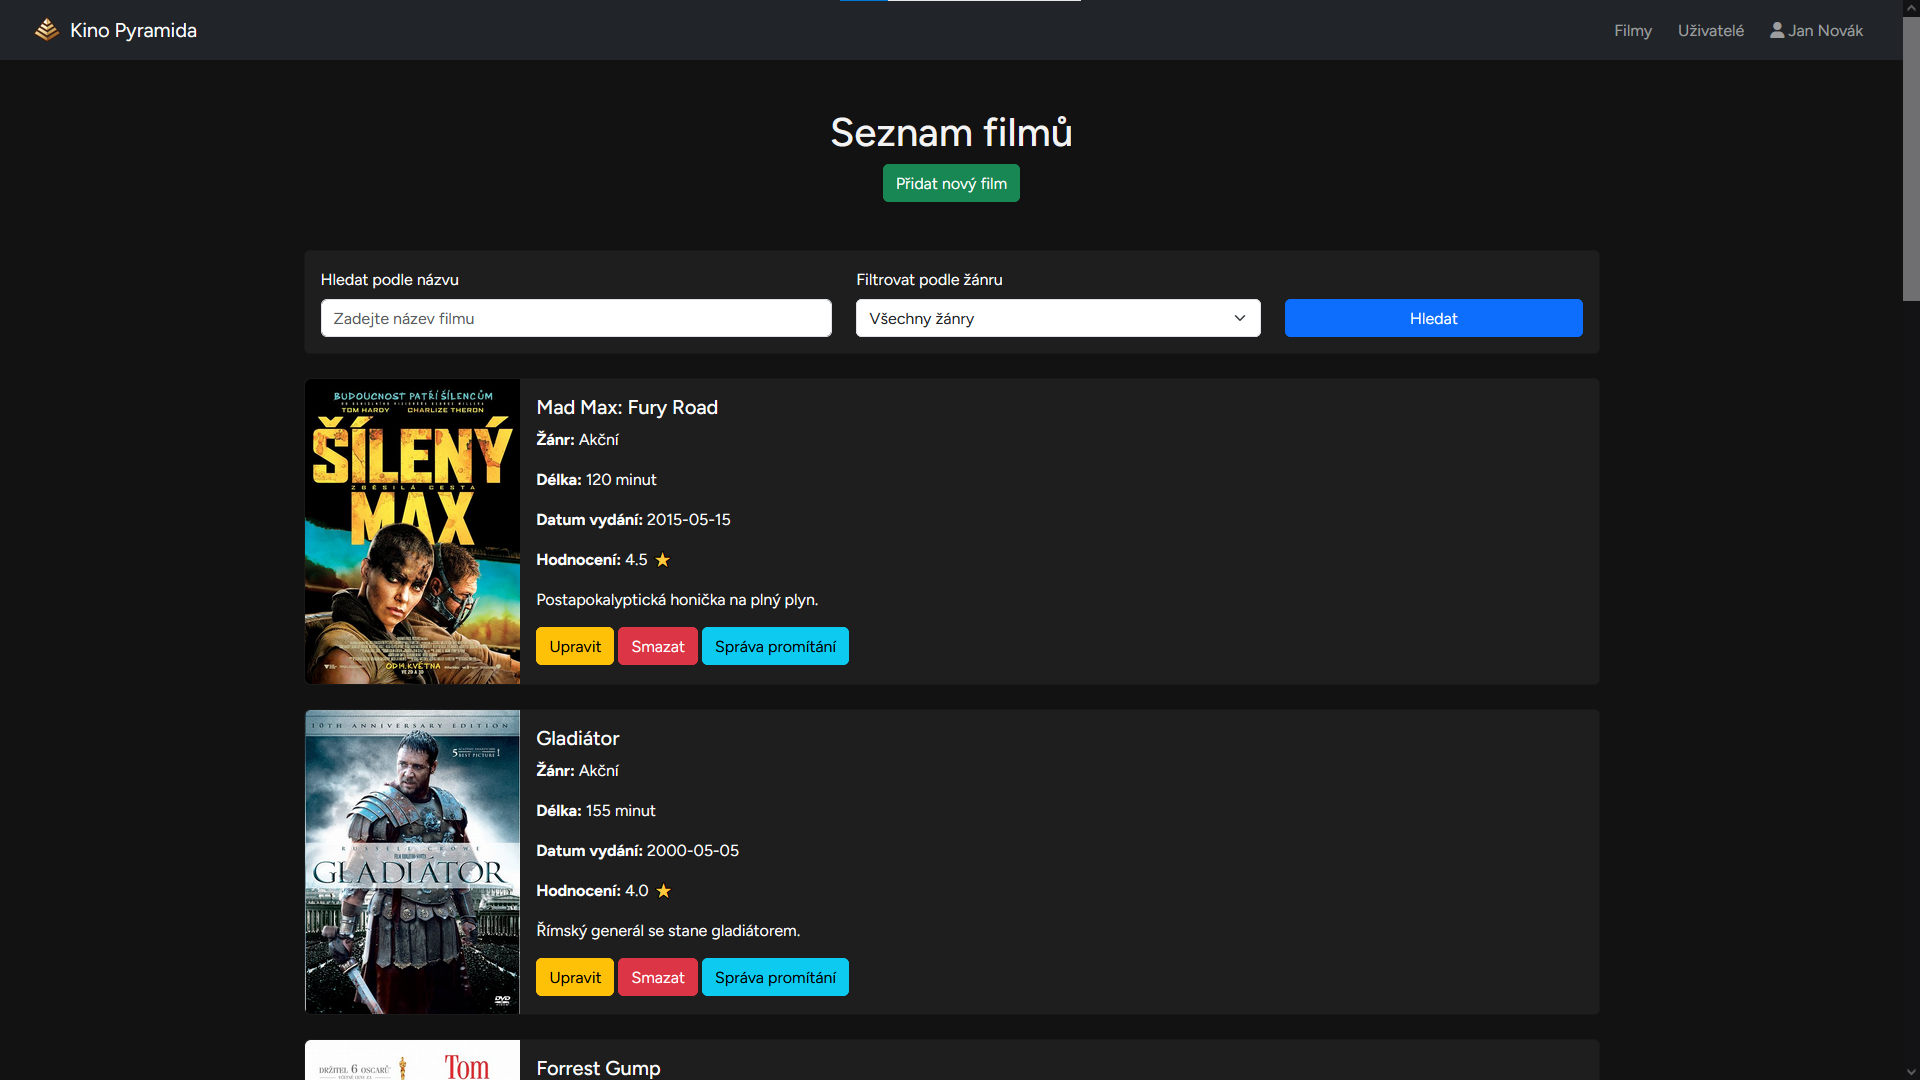 Kino Pyramida
Filmy Uživatelé Jan Novák
Seznam filmů
Přidat nový film
Hledat podle názvu
Zadejte název filmu
Filtrovat podle žánru
Všechny žánry
Hledat
BUDOUCNOST PATŘÍ ŠÍLENCŮM
TOM HARDY CHARLIZE THERON
ŠÍLENÝ
ZBĚSILÁ CESTA
MAX
OD 14. KVĚTNA
VE 2D A 3D
Mad Max: Fury Road
Žánr: Akční
Délka: 120 minut
Datum vydání: 2015-05-15
Hodnocení: 4.5
Postapokalyptická honička na plný plyn.
Upravit Smazat Správa promítání
10TH ANNIVERSARY EDITION
5
BEST PICTURE
RUSSELL CROWE
GLADIÁTOR
DVD
Gladiátor
Žánr: Akční
Délka: 155 minut
Datum vydání: 2000-05-05
Hodnocení: 4.0
Římský generál se stane gladiátorem.
Upravit Smazat Správa promítání
DRŽITEL 6 OSCARŮ
Tom
Forrest Gump